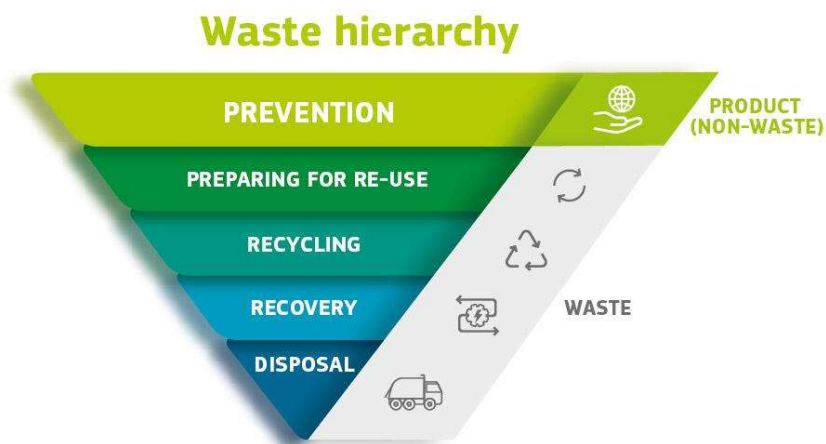 Waste hierarchy
PREVENTION
PRODUCT
(NON-WASTE)
PREPARING FOR RE-USE
RECYCLING
RECOVERY
WASTE
DISPOSAL